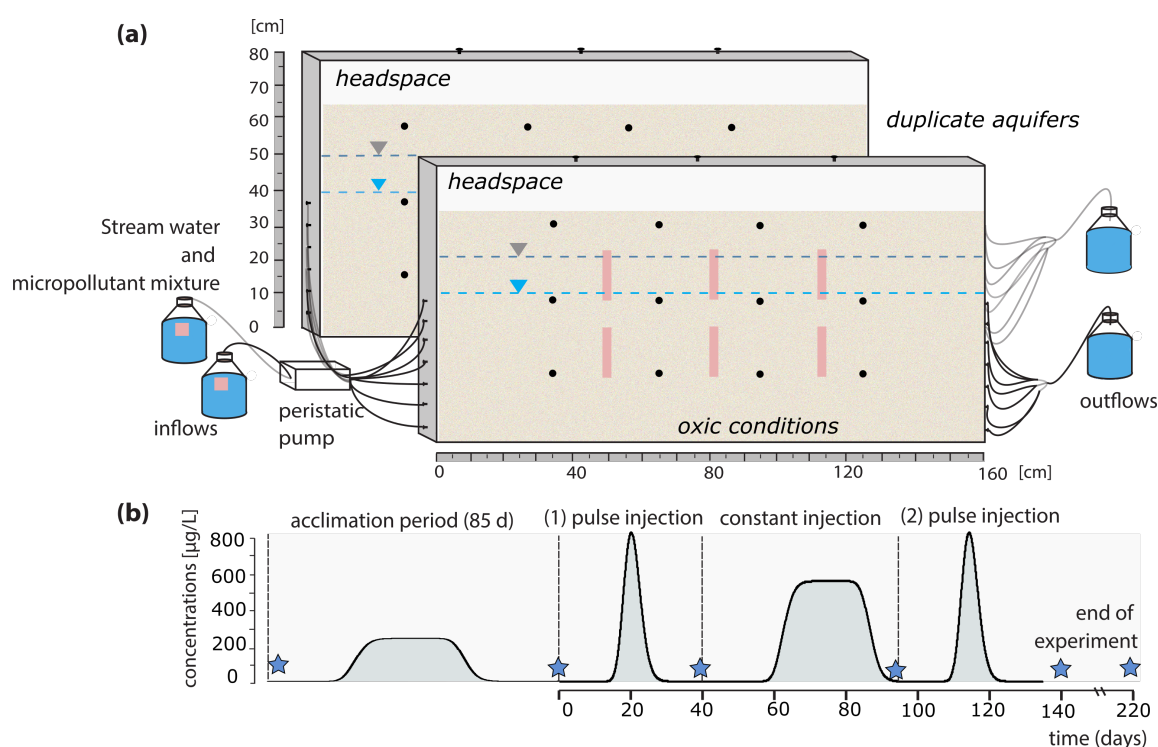 (a)
[cm]
80
70
60
50
40
30
20
10
0
headspace
duplicate aquifers
headspace
Stream water
and
micropollutant mixture
inflows
peristatic
pump
oxic conditions
outflows
0 40 80 120 160 [cm]
(b)
acclimation period (85 d) (1) pulse injection constant injection (2) pulse injection
concentrations [µg/L]
800
600
400
200
0
end of
experiment
0 20 40 60 80 100 120 140 220
time (days)